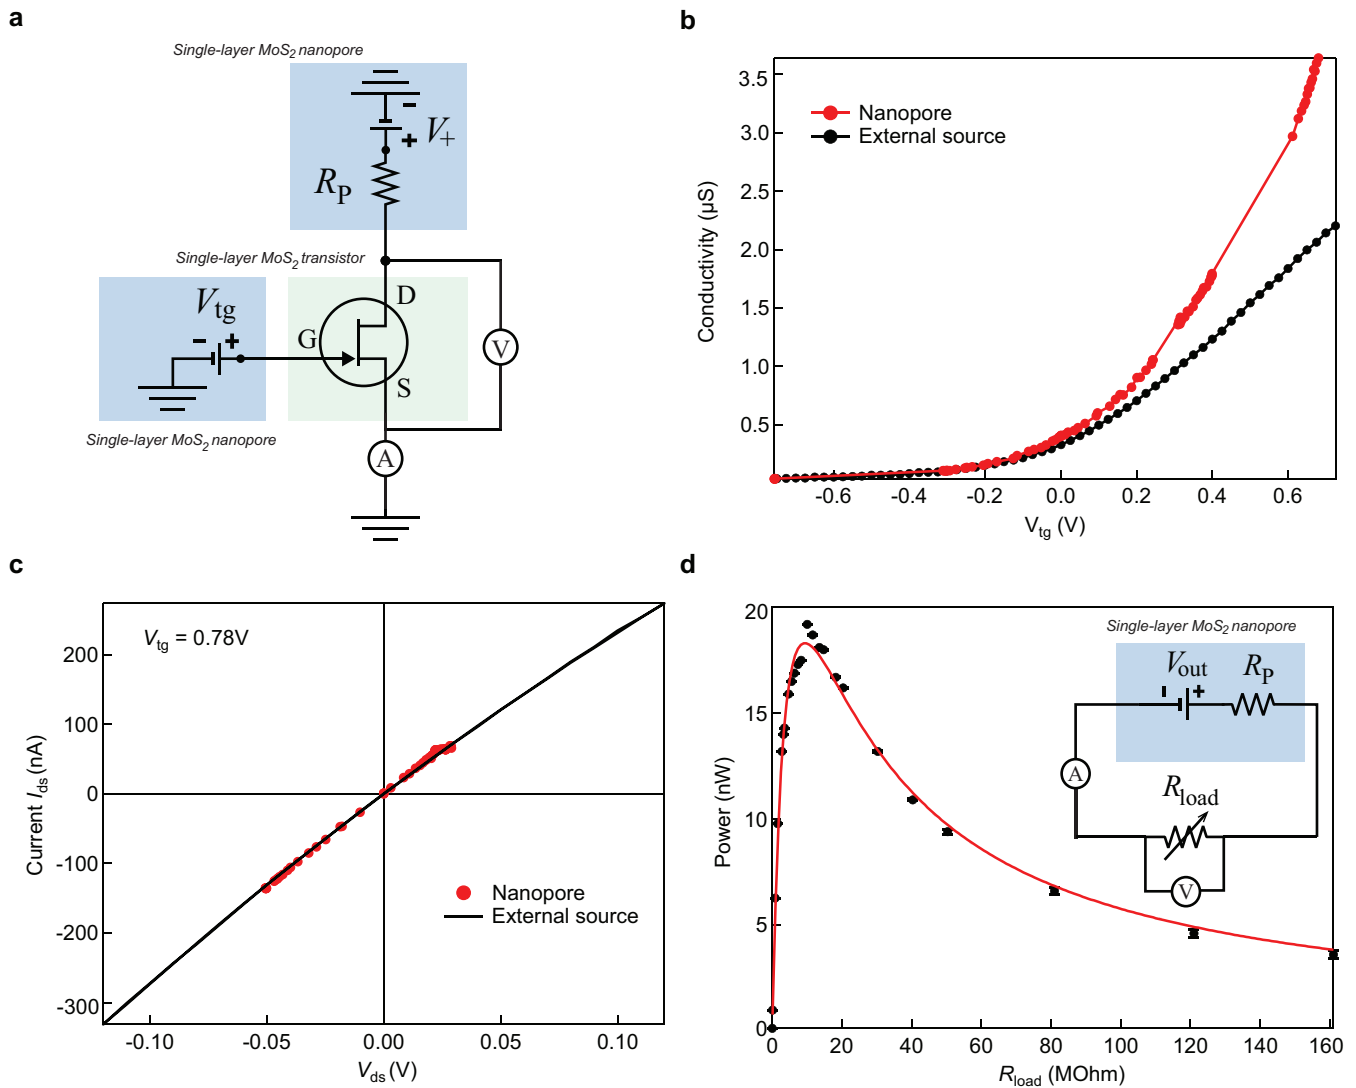 a
Single-layer MoS2 nanopore
-
+
V+
RP
Single-layer MoS2 transistor
Vtg
- +
G
D
S
V
A
Single-layer MoS2 nanopore
b
3.5
3.0
2.5
2.0
1.5
1.0
0.5
Conductivity (µS)
Nanopore
External source
-0.6 -0.4 -0.2 0.0 0.2 0.4 0.6
Vtg (V)
c
Vtg = 0.78V
200
100
0
-100
-200
-300
Current Ids (nA)
Nanopore
External source
-0.10 -0.05 0.00 0.05 0.10
Vds (V)
d
20
15
10
5
0
Power (nW)
Single-layer MoS2 nanopore
Vout RP
- +
A
Rload
V
0 20 40 60 80 100 120 140 160
Rload (MOhm)